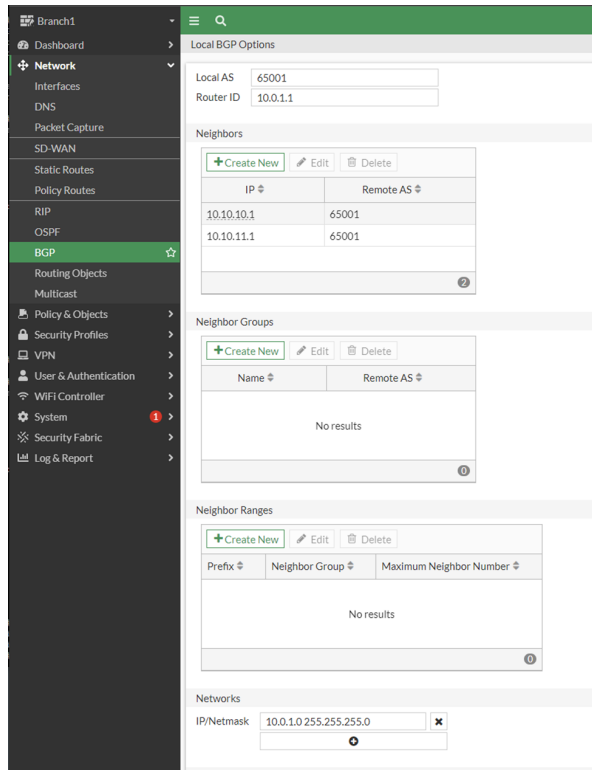 Branch1
Dashboard
Network
Interfaces
DNS
Packet Capture
SD-WAN
Static Routes
Policy Routes
RIP
OSPF
BGP
Routing Objects
Multicast
Policy & Objects
Security Profiles
VPN
User & Authentication
WiFi Controller
System 1
Security Fabric
Log & Report
Local BGP Options
Local AS 65001
Router ID 10.0.1.1
Neighbors
Create New Edit Delete
IP Remote AS
10.10.10.1 65001
10.10.11.1 65001
2
Neighbor Groups
Create New Edit Delete
Name Remote AS
No results
0
Neighbor Ranges
Create New Edit Delete
Prefix Neighbor Group Maximum Neighbor Number
No results
0
Networks
IP/Netmask 10.0.1.0 255.255.255.0